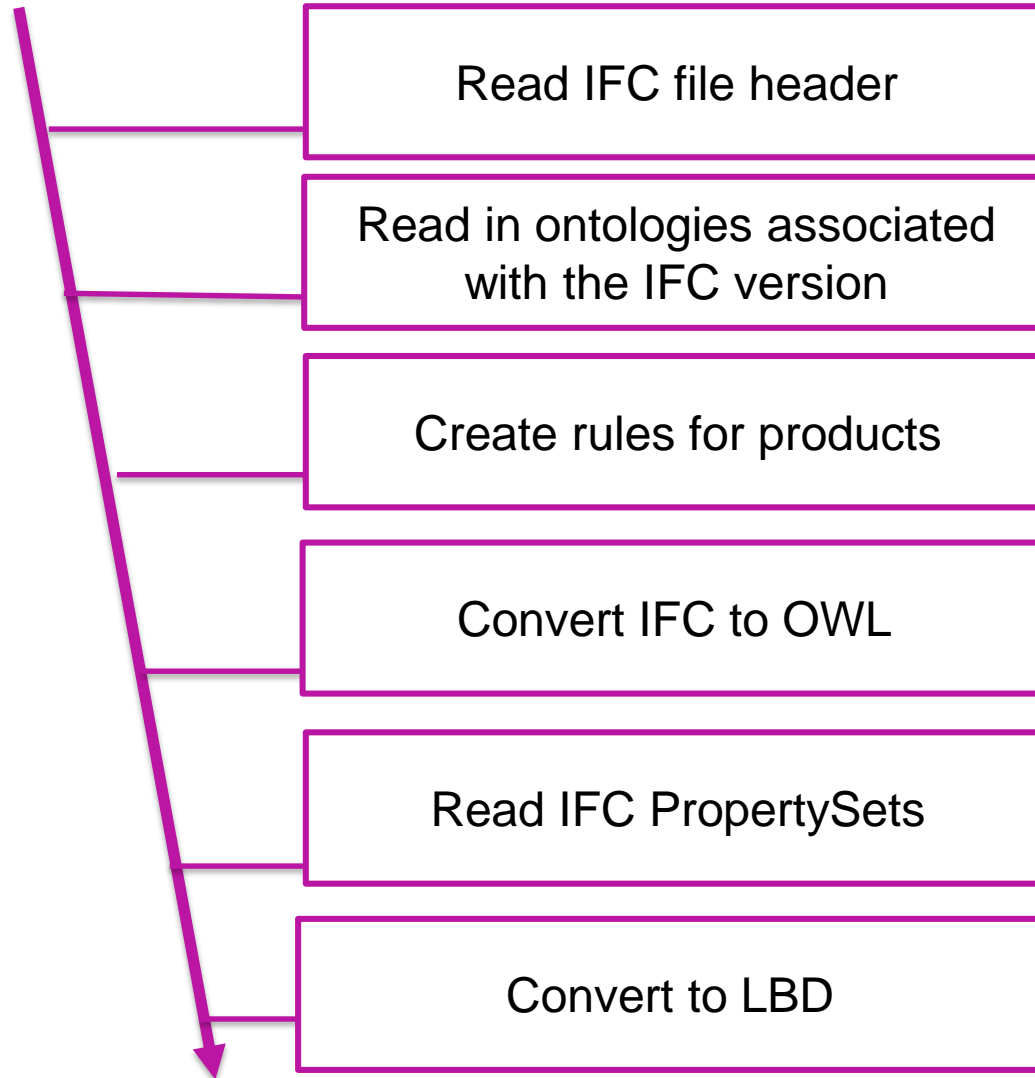 Read IFC file header
Read in ontologies associated
with the IFC version
Create rules for products
Convert IFC to OWL
Read IFC PropertySets
Convert to LBD